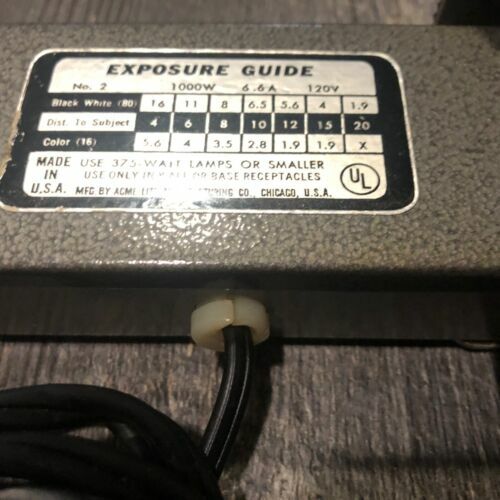 EXPOSURE GUIDE
No. 2 1000W 6.6A 120V
Black White (80) 16 11 8 6.5 5.6 4 1.9
Dist. To Subject 4 6 8 10 12 15 20
Color (16) 5.6 4 3.5 2.8 1.9 1.9 X
MADE IN U.S.A.
USE 375-WATT LAMPS OR SMALLER
USE ONLY IN WALL OR BASE RECEPTACLES
MFG BY ACME LITE MANUFACTURING CO., CHICAGO, U.S.A.
UL